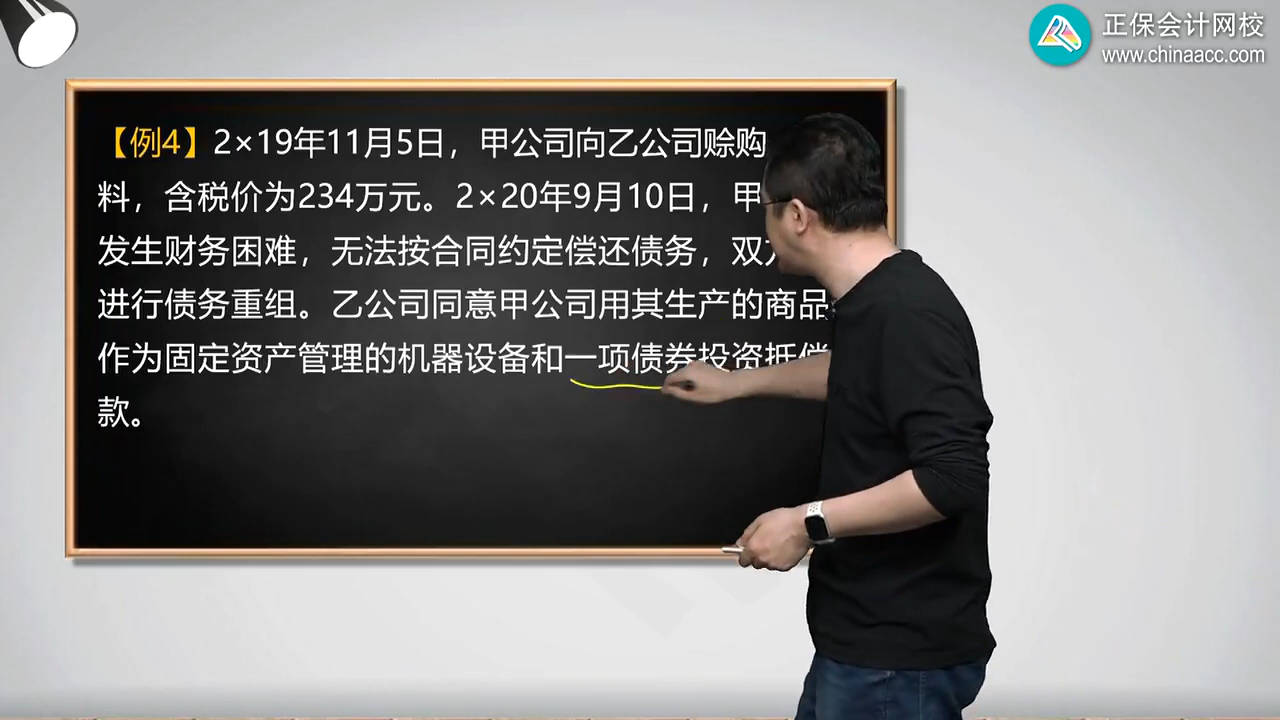 正保会计网校
www.chinaacc.com
【例4】2×19年11月5日，甲公司向乙公司赊购
料，含税价为234万元。2×20年9月10日，甲
发生财务困难，无法按合同约定偿还债务，双方
进行债务重组。乙公司同意甲公司用其生产的商品
作为固定资产管理的机器设备和一项债券投资抵偿
款。